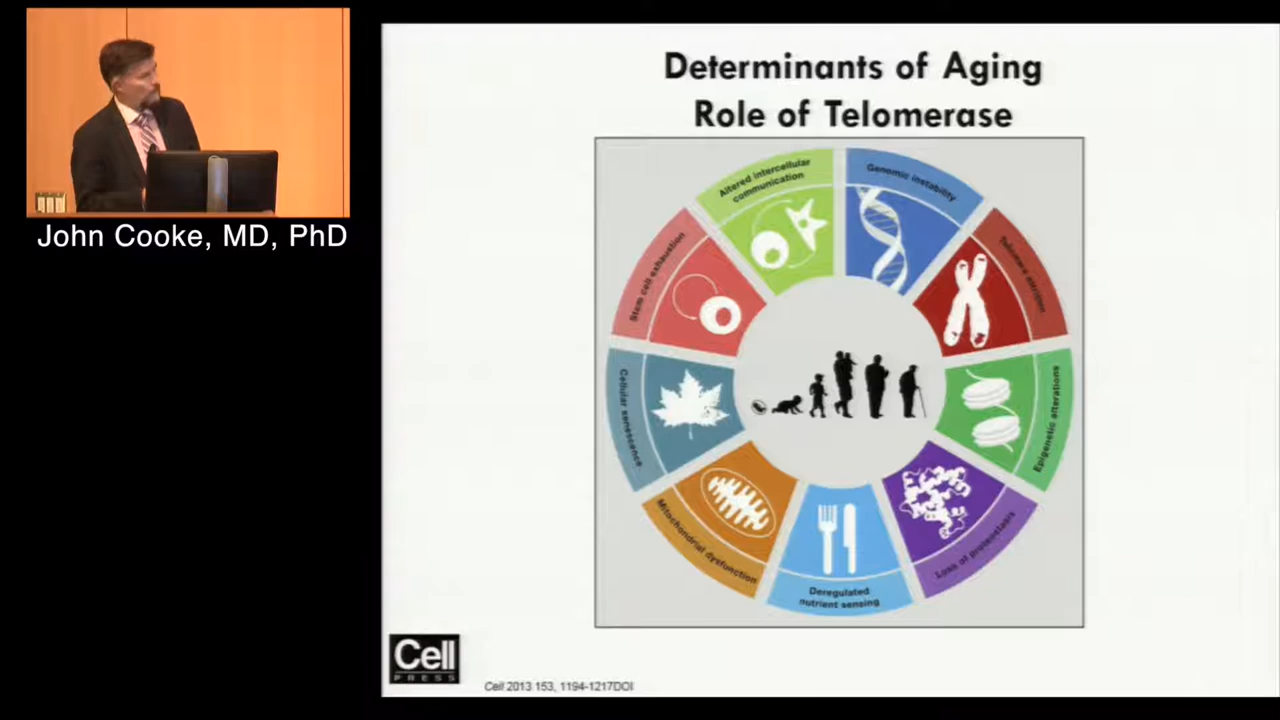 John Cooke, MD, PhD
Determinants of Aging
Role of Telomerase
Altered intercellular
communication
Genomic instability
Telomere attrition
Epigenetic alterations
Loss of proteostasis
Deregulated
nutrient sensing
Mitochondrial dysfunction
Cellular senescence
Stem cell exhaustion
Cell
PRESS
Cell 2013 153, 1194-1217DOI